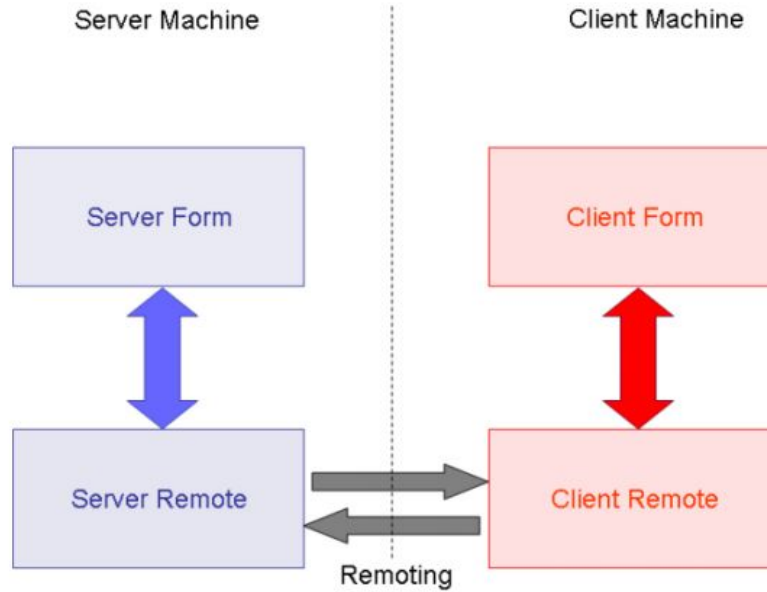 Server Machine
Client Machine
Server Form
Client Form
Server Remote
Client Remote
Remoting